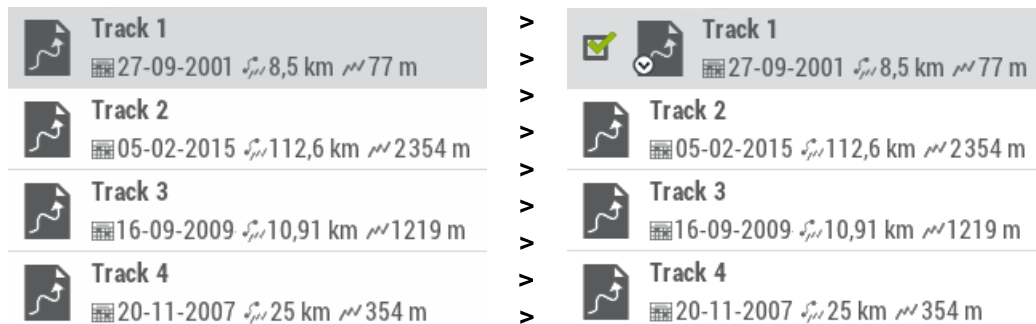 Track 1
27-09-2001 8,5 km 77 m
Track 2
05-02-2015 112,6 km 2354 m
Track 3
16-09-2009 10,91 km 1219 m
Track 4
20-11-2007 25 km 354 m
>
>
>
>
>
>
>
>
>
Track 1
27-09-2001 8,5 km 77 m
Track 2
05-02-2015 112,6 km 2354 m
Track 3
16-09-2009 10,91 km 1219 m
Track 4
20-11-2007 25 km 354 m